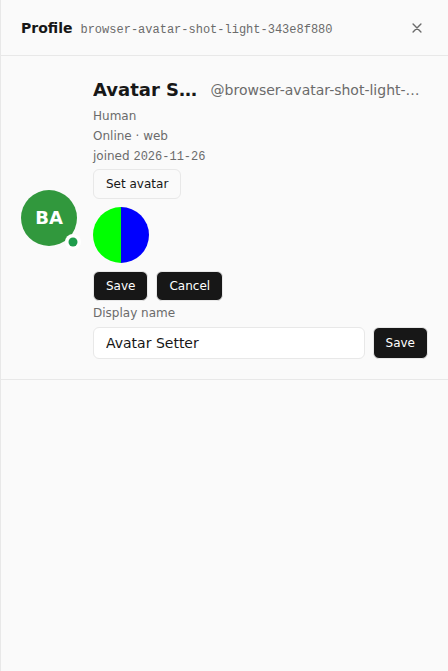 Profile browser-avatar-shot-light-343e8f880
Avatar S… @browser-avatar-shot-light-…
Human
Online · web
joined 2026-11-26
Set avatar
BA
Save Cancel
Display name
Avatar Setter Save